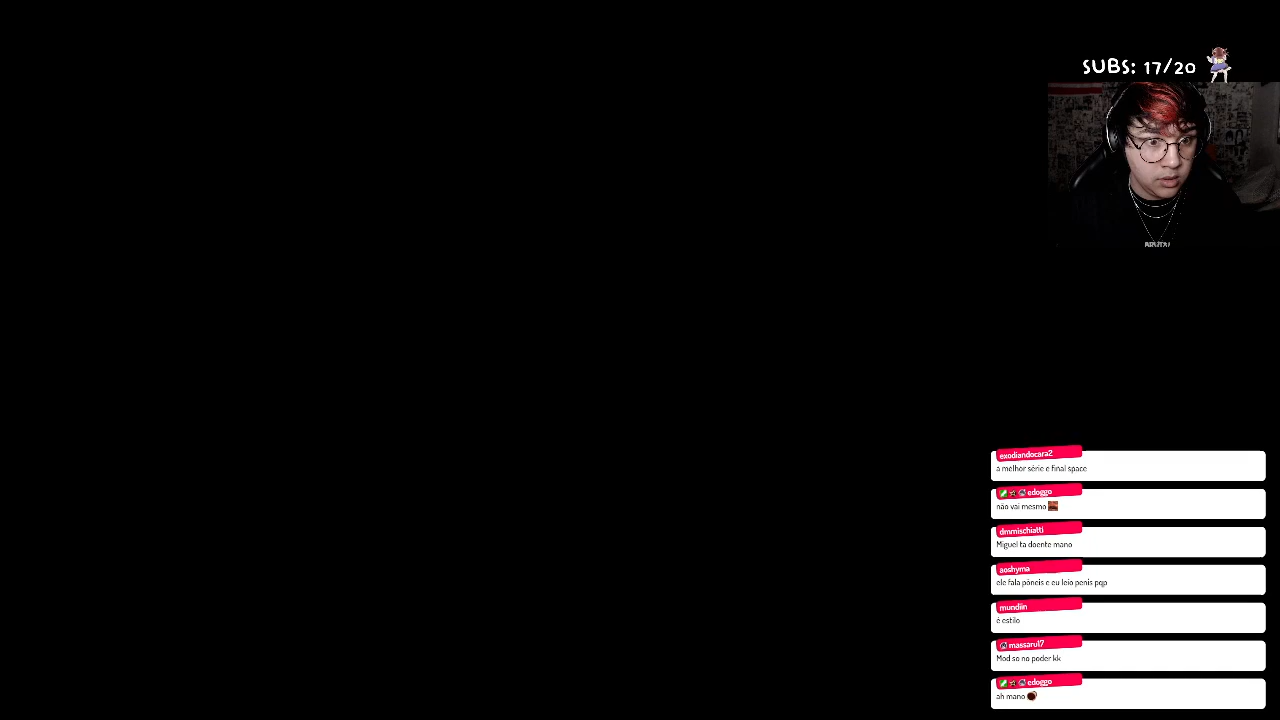 SUBS: 17/20
exodiandocara2
a melhor série e final space
edoggo
não vai mesmo
dmmischiatti
Miguel ta doente mano
aoshyma
ele fala pôneis e eu leio penis pqp
mundiin
é estilo
massaru17
Mod so no poder kk
edoggo
ah mano